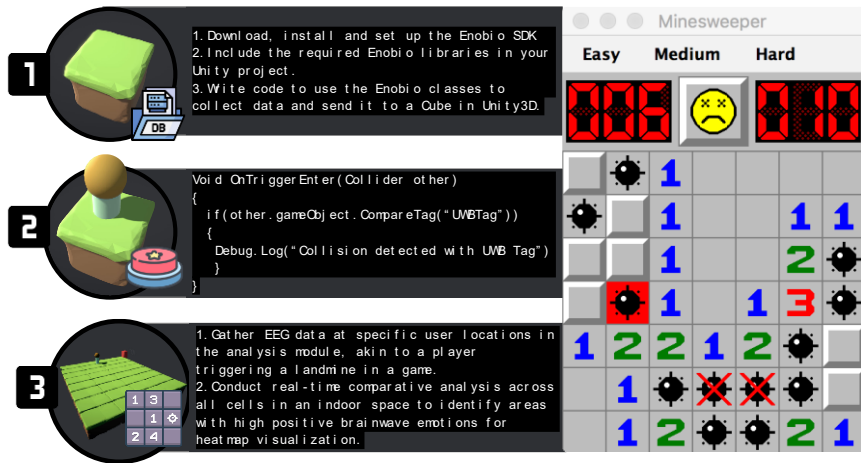 1
1. Download, install and set up the Enobio SDK
2. Include the required Enobio libraries in your
Unity project.
3. Write code to use the Enobio classes to
collect data and send it to a Cube in Unity3D.
DB
2
Void OnTriggerEnter(Collider other)
{
if(other.gameObject.CompareTag(“UWBTag”))
{
Debug.Log(“Collision detected with UWB Tag”)
}
}
3
1. Gather EEG data at specific user locations in
the analysis module, akin to a player
triggering a landmine in a game.
2. Conduct real-time comparative analysis across
all cells in an indoor space to identify areas
with high positive brainwave emotions for
heatmap visualization.
1 3
1
2 4
Minesweeper
Easy Medium Hard
005 010
1
1 1 1
1 2
1 1 3
1 2 2 1 2
1
1 2 2 1